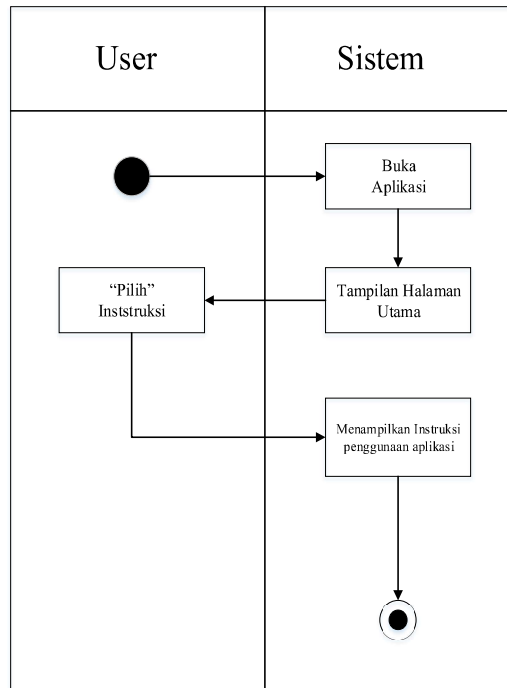 User
Sistem
Buka
Aplikasi
Tampilan Halaman
Utama
“Pilih”
Inststruksi
Menampilkan Instruksi
penggunaan aplikasi